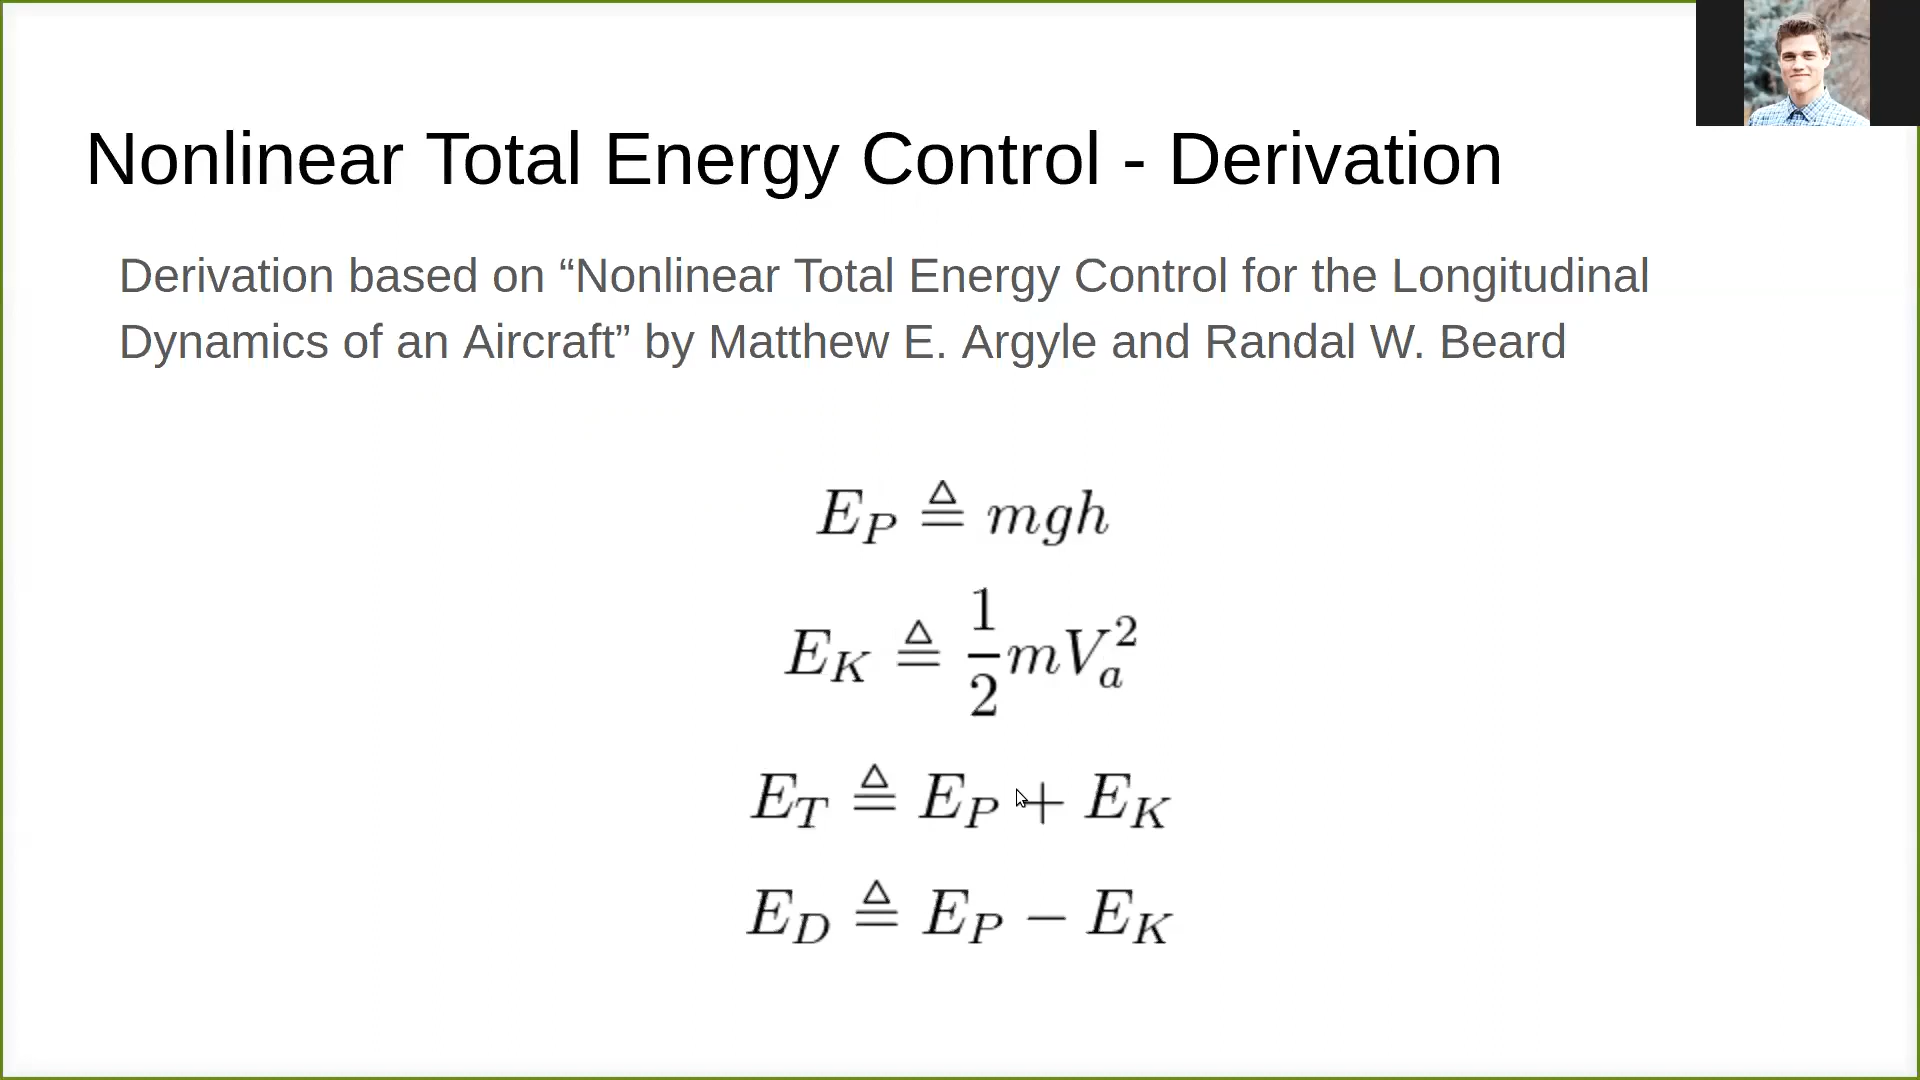 Nonlinear Total Energy Control - Derivation
Derivation based on “Nonlinear Total Energy Control for the Longitudinal
Dynamics of an Aircraft” by Matthew E. Argyle and Randal W. Beard
E_P ≜ mgh
E_K ≜ \frac{1}{2}mV_a^2
E_T ≜ E_P + E_K
E_D ≜ E_P − E_K